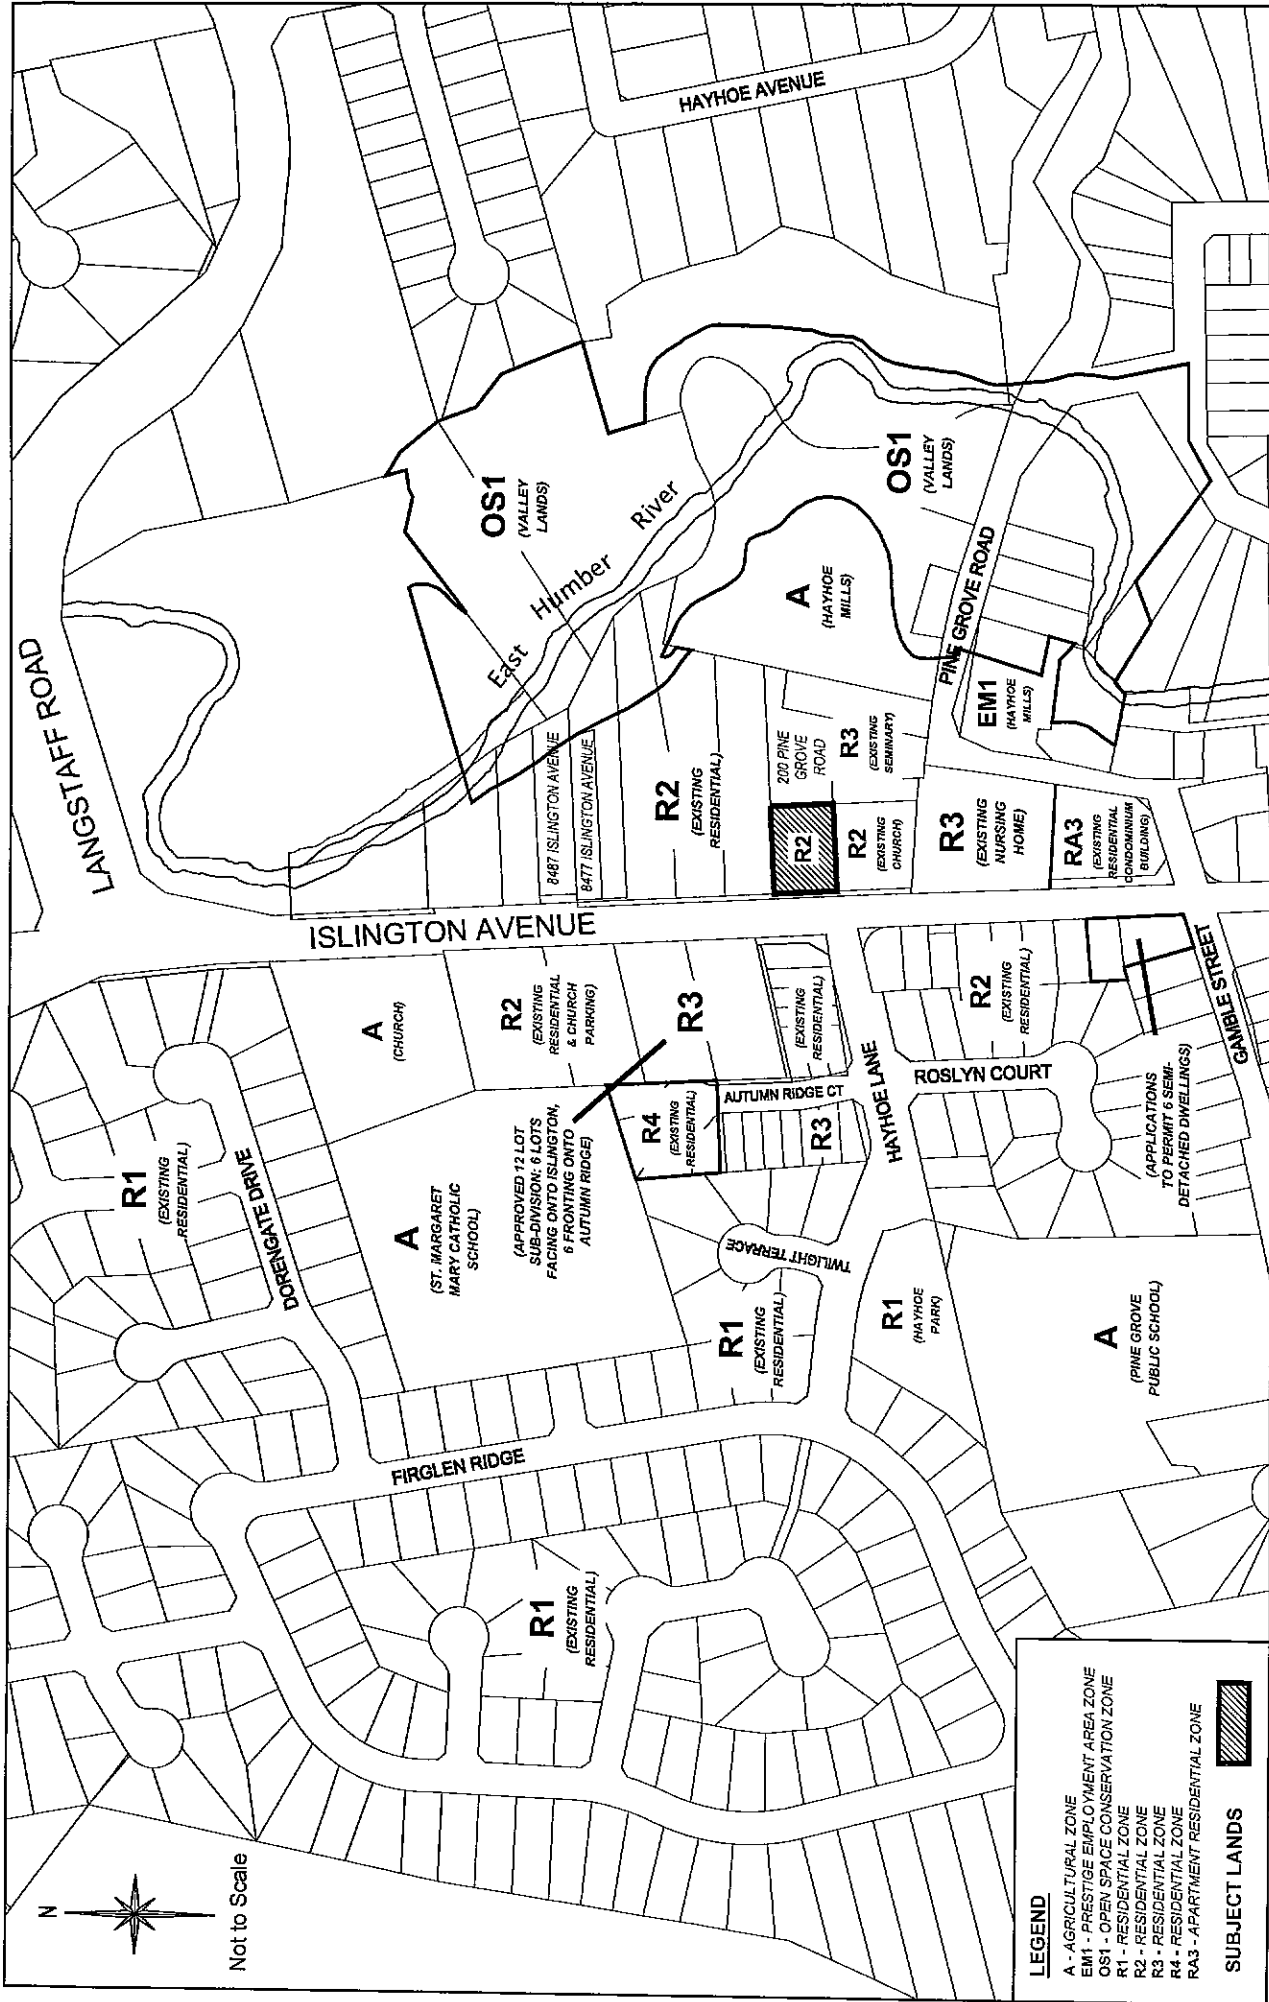 N
Not to Scale
LANGSTAFF ROAD
HAYHOE AVENUE
OS1
(VALLEY
LANDS)
East
Humber
River
OS1
(VALLEY
LANDS)
A
(HAYHOE
MILLS)
PINE GROVE ROAD
EM1
(HAYHOE
MILLS)
8487 ISLINGTON AVENUE
8477 ISLINGTON AVENUE
R2
(EXISTING
RESIDENTIAL)
200 PINE
GROVE
ROAD
R3
(EXISTING
SEMINARY)
R2
R2
(EXISTING
CHURCH)
R3
(EXISTING
NURSING
HOME)
RA3
(EXISTING
RESIDENTIAL
CONDOMINIUM
BUILDING)
ISLINGTON AVENUE
A
(CHURCH)
R2
(EXISTING
RESIDENTIAL
& CHURCH
PARKING)
R3
(EXISTING
RESIDENTIAL)
R2
(EXISTING
RESIDENTIAL)
GAMBLE STREET
R1
(EXISTING
RESIDENTIAL)
DORENGATE DRIVE
A
(ST. MARGARET
MARY CATHOLIC
SCHOOL)
(APPROVED 12 LOT
SUB-DIVISION: 6 LOTS
FACING ONTO ISLINGTON,
6 FRONTING ONTO
AUTUMN RIDGE)
R4
(EXISTING
RESIDENTIAL)
AUTUMN RIDGE CT
R3
HAYHOE LANE
ROSLYN COURT
(APPLICATIONS
TO PERMIT 6 SEMI-
DETACHED DWELLINGS)
TWILIGHT TERRACE
R1
(EXISTING
RESIDENTIAL)
R1
(HAYHOE
PARK)
A
(PINE GROVE
PUBLIC SCHOOL)
FIRGLEN RIDGE
R1
(EXISTING
RESIDENTIAL)
LEGEND
A - AGRICULTURAL ZONE
EM1 - PRESTIGE EMPLOYMENT AREA ZONE
OS1 - OPEN SPACE CONSERVATION ZONE
R1 - RESIDENTIAL ZONE
R2 - RESIDENTIAL ZONE
R3 - RESIDENTIAL ZONE
R4 - RESIDENTIAL ZONE
RA3 - APARTMENT RESIDENTIAL ZONE
SUBJECT LANDS